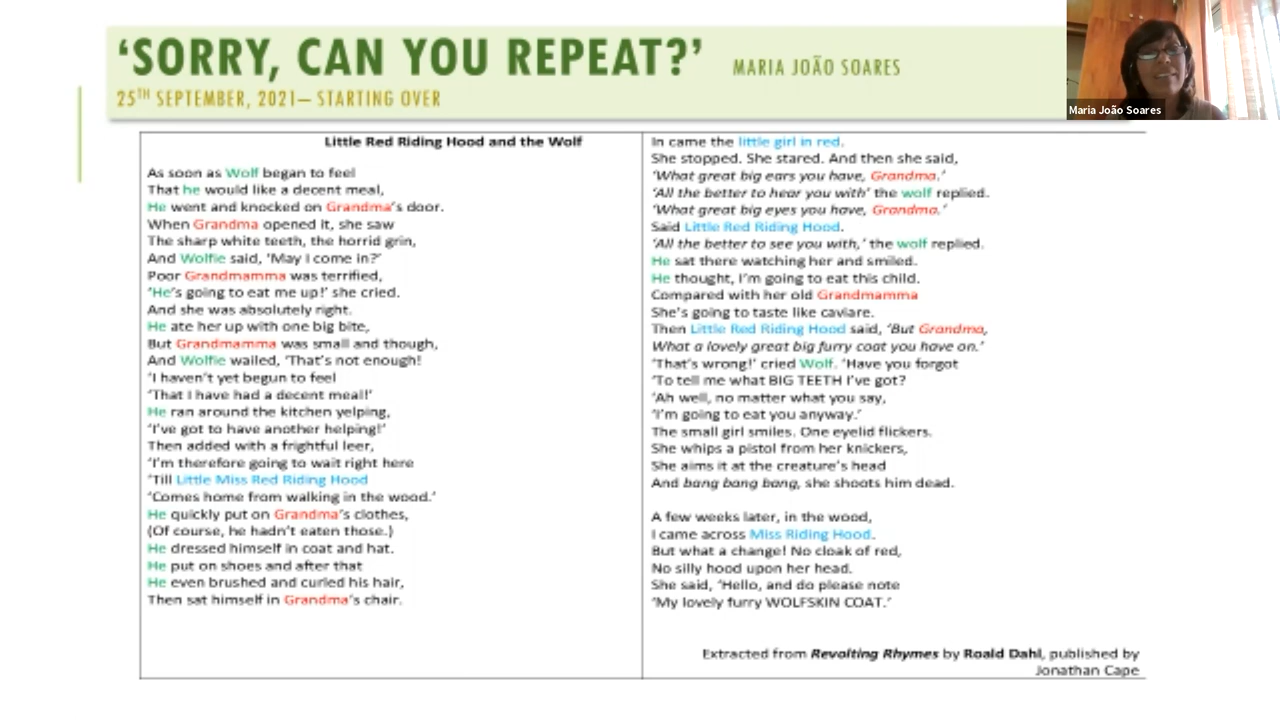 ‘SORRY, CAN YOU REPEAT?’ MARIA JOÃO SOARES
25TH SEPTEMBER, 2021– STARTING OVER
Maria João Soares
Little Red Riding Hood and the Wolf
As soon as Wolf began to feel
That he would like a decent meal,
He went and knocked on Grandma’s door.
When Grandma opened it, she saw
The sharp white teeth, the horrid grin,
And Wolfie said, ‘May I come in?’
Poor Grandmamma was terrified,
‘He’s going to eat me up!’ she cried.
And she was absolutely right.
He ate her up with one big bite,
But Grandmamma was small and though,
And Wolfie wailed, ‘That’s not enough!
‘I haven’t yet begun to feel
‘That I have had a decent meal!’
He ran around the kitchen yelping,
‘I’ve got to have another helping!’
Then added with a frightful leer,
‘I’m therefore going to wait right here
‘Till Little Miss Red Riding Hood
‘Comes home from walking in the wood.’
He quickly put on Grandma’s clothes,
(Of course, he hadn’t eaten those.)
He dressed himself in coat and hat.
He put on shoes and after that
He even brushed and curled his hair,
Then sat himself in Grandma’s chair.
In came the little girl in red.
She stopped. She stared. And then she said,
‘What great big ears you have, Grandma.’
‘All the better to hear you with’ the wolf replied.
‘What great big eyes you have, Grandma.’
Said Little Red Riding Hood.
‘All the better to see you with,’ the wolf replied.
He sat there watching her and smiled.
He thought, I’m going to eat this child.
Compared with her old Grandmamma
She’s going to taste like caviare.
Then Little Red Riding Hood said, ‘But Grandma,
What a lovely great big furry coat you have on.’
‘That’s wrong!’ cried Wolf. ‘Have you forgot
‘To tell me what BIG TEETH I’ve got?
‘Ah well, no matter what you say,
‘I’m going to eat you anyway.’
The small girl smiles. One eyelid flickers.
She whips a pistol from her knickers,
She aims it at the creature’s head
And bang bang bang, she shoots him dead.
A few weeks later, in the wood,
I came across Miss Riding Hood.
But what a change! No cloak of red,
No silly hood upon her head.
She said, ‘Hello, and do please note
‘My lovely furry WOLFSKIN COAT.’
Extracted from Revolting Rhymes by Roald Dahl, published by
Jonathan Cape